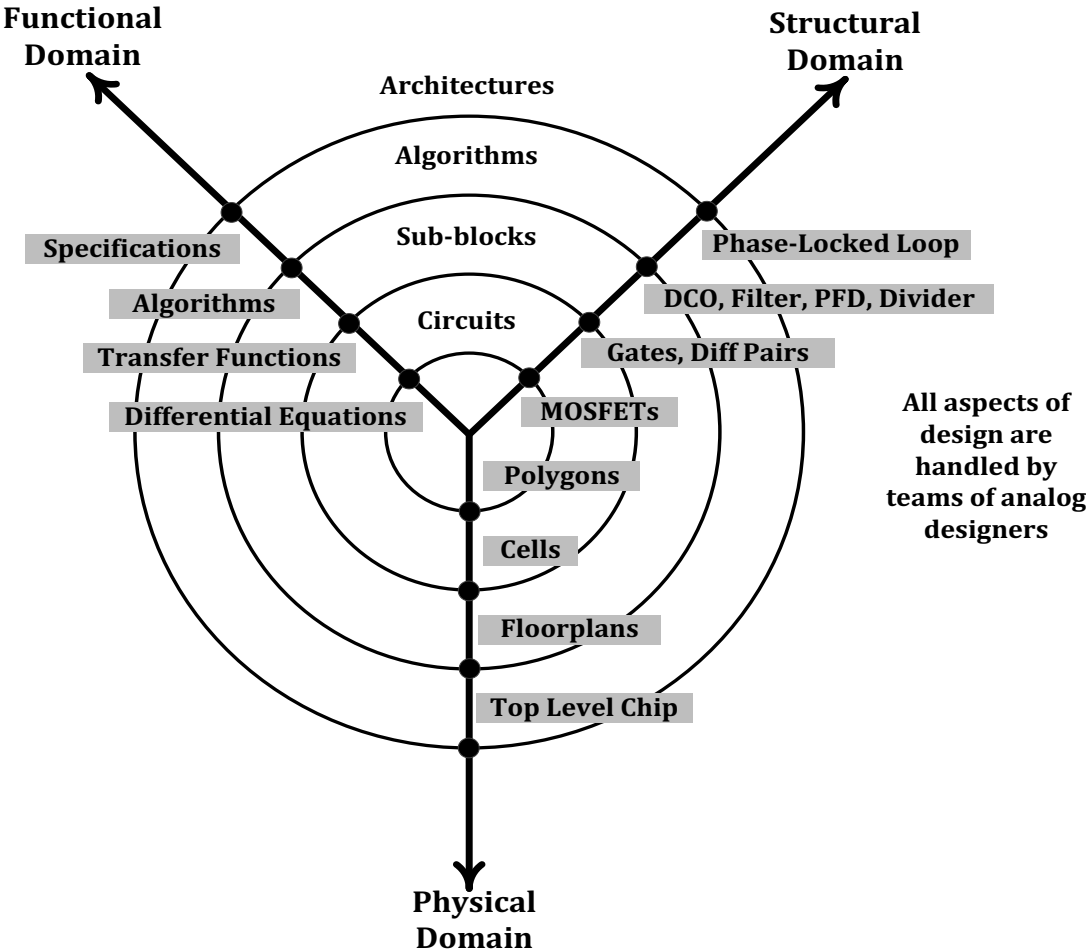 Functional
Domain
Structural
Domain
Architectures
Algorithms
Sub-blocks
Circuits
Specifications
Algorithms
Transfer Functions
Differential Equations
Phase-Locked Loop
DCO, Filter, PFD, Divider
Gates, Diff Pairs
MOSFETs
Polygons
Cells
Floorplans
Top Level Chip
All aspects of
design are
handled by
teams of analog
designers
Physical
Domain